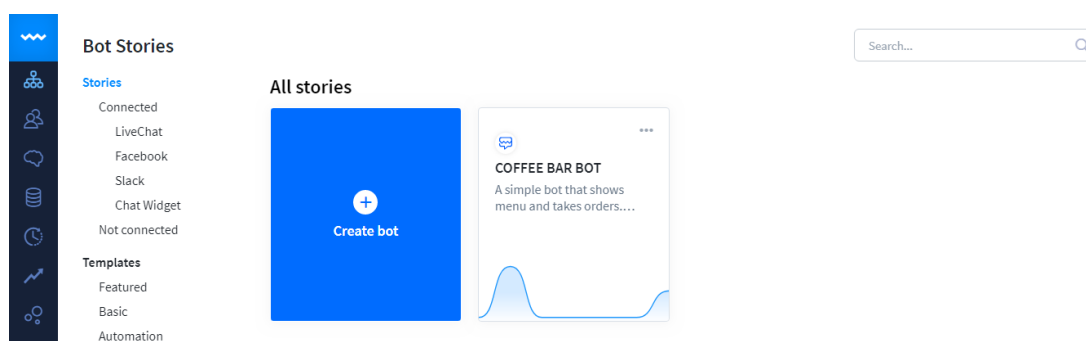 Bot Stories
Search...
Stories
Connected
LiveChat
Facebook
Slack
Chat Widget
Not connected
Templates
Featured
Basic
Automation
All stories
Create bot
COFFEE BAR BOT
A simple bot that shows
menu and takes orders....